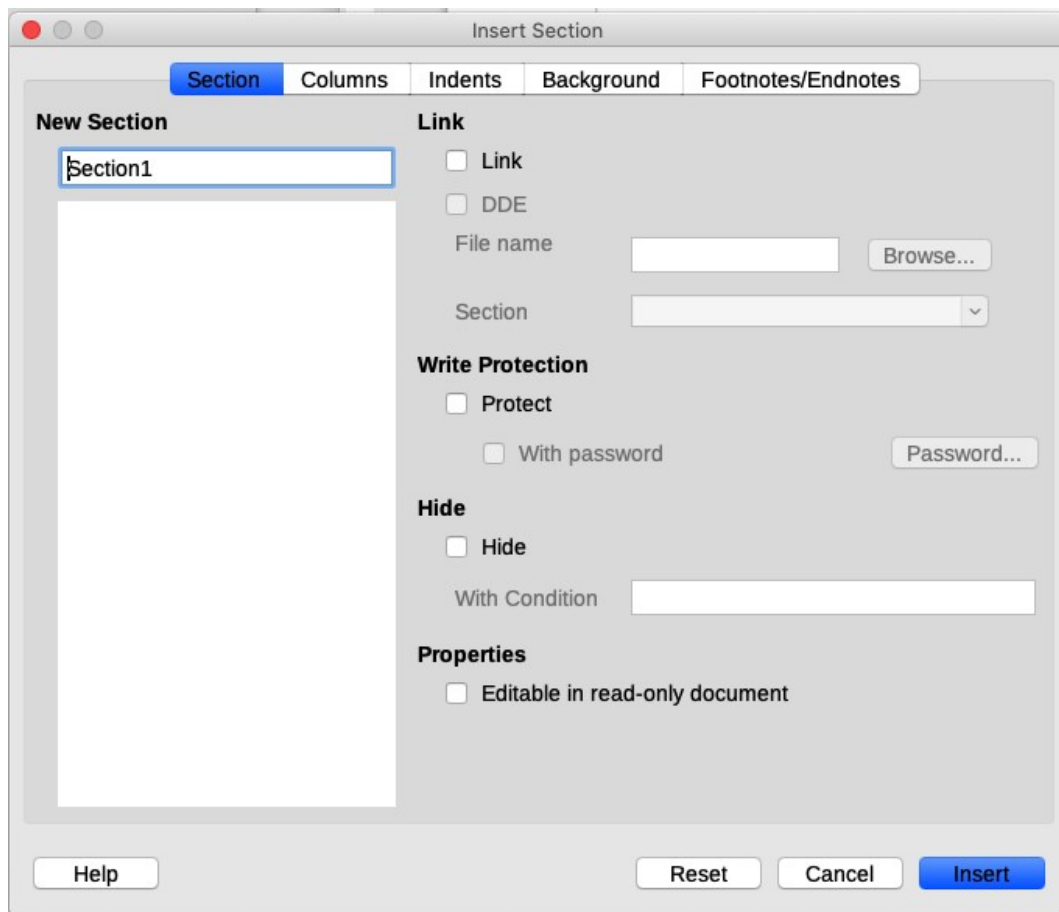 Insert Section
Section Columns Indents Background Footnotes/Endnotes
New Section
Section1
Link
Link
DDE
File name
Browse...
Section
Write Protection
Protect
With password
Password...
Hide
Hide
With Condition
Properties
Editable in read-only document
Help Reset Cancel Insert